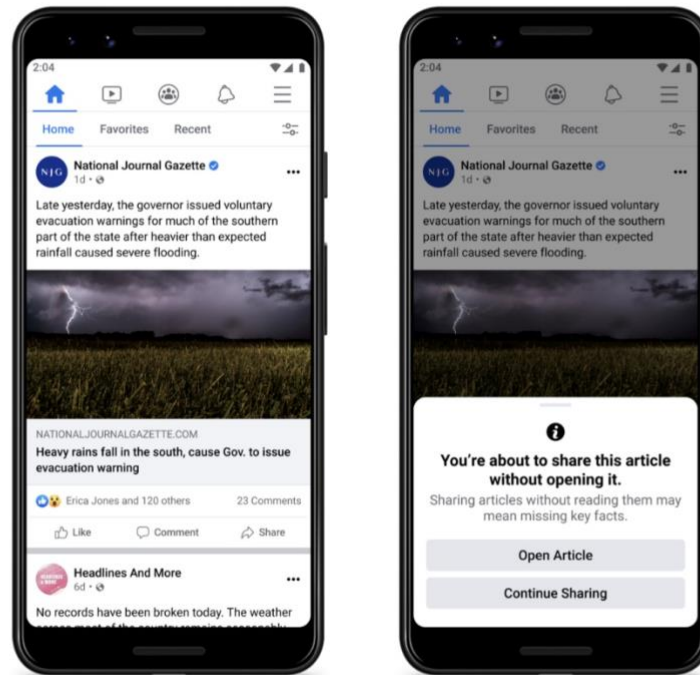 2:04
Home Favorites Recent
NJG
National Journal Gazette
1d
Late yesterday, the governor issued voluntary
evacuation warnings for much of the southern
part of the state after heavier than expected
rainfall caused severe flooding.
NATIONALJOURNALGAZETTE.COM
Heavy rains fall in the south, cause Gov. to issue
evacuation warning
Erica Jones and 120 others 23 Comments
Like Comment Share
Headlines And More
6d
No records have been broken today. The weather
2:04
Home Favorites Recent
NJG
National Journal Gazette
1d
Late yesterday, the governor issued voluntary
evacuation warnings for much of the southern
part of the state after heavier than expected
rainfall caused severe flooding.
You're about to share this article
without opening it.
Sharing articles without reading them may
mean missing key facts.
Open Article
Continue Sharing